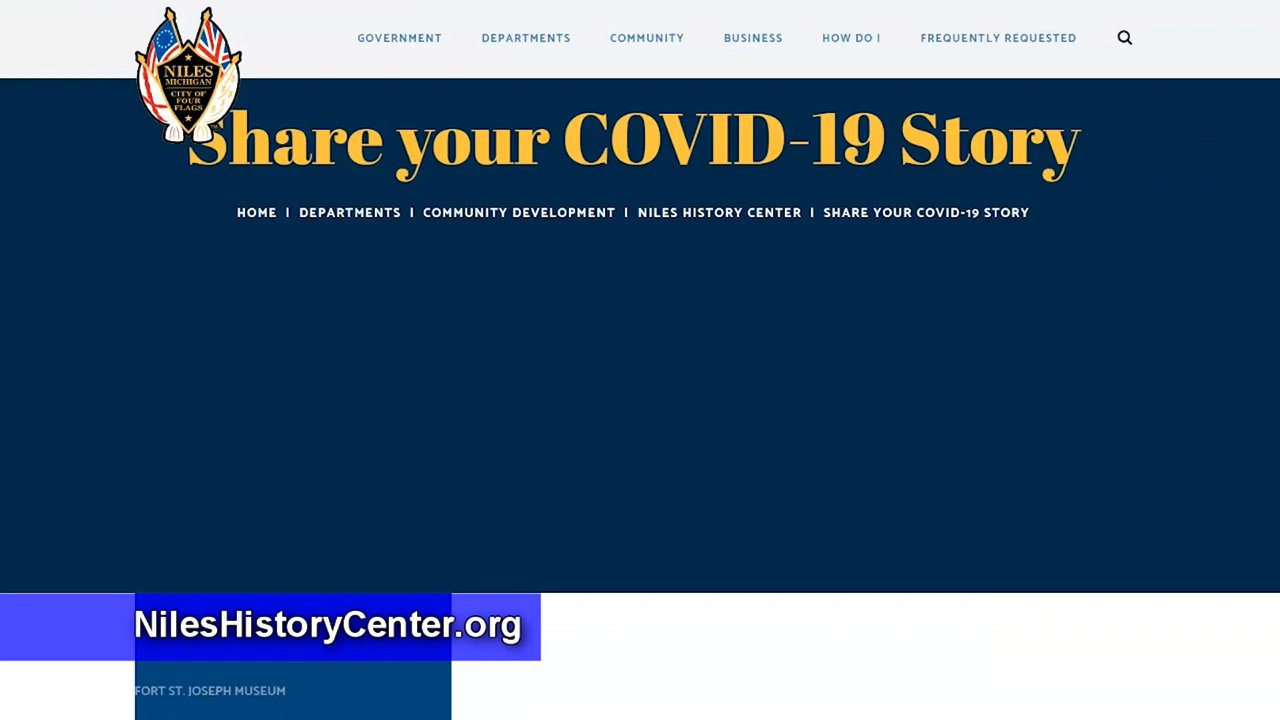 GOVERNMENT DEPARTMENTS COMMUNITY BUSINESS HOW DO I FREQUENTLY REQUESTED
NILES
MICHIGAN
CITY OF
FOUR
FLAGS
Share your COVID-19 Story
HOME | DEPARTMENTS | COMMUNITY DEVELOPMENT | NILES HISTORY CENTER | SHARE YOUR COVID-19 STORY
NilesHistoryCenter.org
FORT ST. JOSEPH MUSEUM